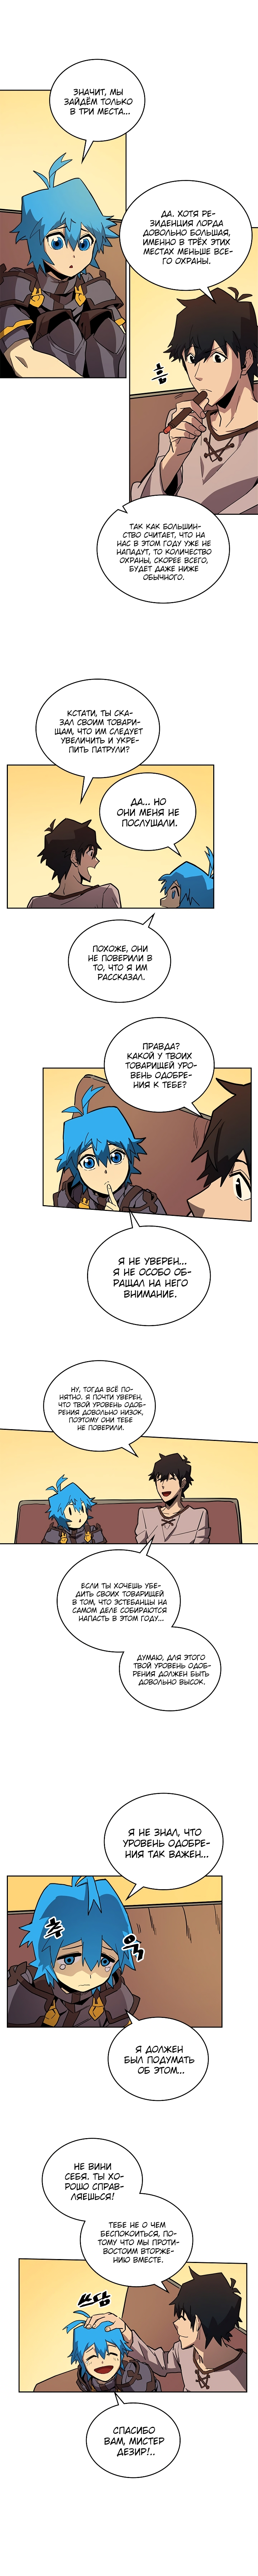 ЗНАЧИТ, МЫ
ЗАЙДЁМ ТОЛЬКО
В ТРИ МЕСТА...
ДА. ХОТЯ РЕ-
ЗИДЕНЦИЯ ЛОРДА
ДОВОЛЬНО БОЛЬШАЯ,
ИМЕННО В ТРЁХ ЭТИХ
МЕСТАХ МЕНЬШЕ ВСЕ-
ГО ОХРАНЫ.
흠
ТАК КАК БОЛЬШИН-
СТВО СЧИТАЕТ, ЧТО НА
НАС В ЭТОМ ГОДУ УЖЕ НЕ
НАПАДУТ, ТО КОЛИЧЕСТВО
ОХРАНЫ, СКОРЕЕ ВСЕГО,
БУДЕТ ДАЖЕ НИЖЕ
ОБЫЧНОГО.
КСТАТИ, ТЫ СКА-
ЗАЛ СВОИМ ТОВАРИ-
ЩАМ, ЧТО ИМ СЛЕДУЕТ
УВЕЛИЧИТЬ И УКРЕ-
ПИТЬ ПАТРУЛИ?
ДА... НО
ОНИ МЕНЯ НЕ
ПОСЛУШАЛИ.
ПОХОЖЕ, ОНИ
НЕ ПОВЕРИЛИ В
ТО, ЧТО Я ИМ
РАССКАЗАЛ.
ПРАВДА?
КАКОЙ У ТВОИХ
ТОВАРИЩЕЙ УРО-
ВЕНЬ ОДОБРЕ-
НИЯ К ТЕБЕ?
Я НЕ УВЕРЕН...
Я НЕ ОСОБО ОБ-
РАЩАЛ НА НЕГО
ВНИМАНИЕ.
НУ, ТОГДА ВСЁ ПО-
НЯТНО. Я ПОЧТИ УВЕРЕН,
ЧТО ТВОЙ УРОВЕНЬ ОДОБ-
РЕНИЯ ДОВОЛЬНО НИЗОК,
ПОЭТОМУ ОНИ ТЕБЕ
НЕ ПОВЕРИЛИ.
ЕСЛИ ТЫ ХОЧЕШЬ УБЕ-
ДИТЬ СВОИХ ТОВАРИЩЕЙ
В ТОМ, ЧТО ЭСТЕБАНЦЫ НА
САМОМ ДЕЛЕ СОБИРАЮТСЯ
НАПАСТЬ В ЭТОМ ГОДУ...
ДУМАЮ, ДЛЯ ЭТОГО
ТВОЙ УРОВЕНЬ ОДОБ-
РЕНИЯ ДОЛЖЕН БЫТЬ
ДОВОЛЬНО ВЫСОК.
Я НЕ ЗНАЛ, ЧТО
УРОВЕНЬ ОДОБРЕ-
НИЯ ТАК ВАЖЕН...
추
욱
Я ДОЛЖЕН
БЫЛ ПОДУМАТЬ
ОБ ЭТОМ...
НЕ ВИНИ
СЕБЯ. ТЫ ХО-
РОШО СПРАВ-
ЛЯЕШЬСЯ!
ТЕБЕ НЕ О ЧЕМ
БЕСПОКОИТЬСЯ, ПО-
ТОМУ ЧТО МЫ ПРОТИ-
ВОСТОИМ ВТОРЖЕ-
НИЮ ВМЕСТЕ.
쓰담
СПАСИБО
ВАМ, МИСТЕР
ДЕЗИР!..